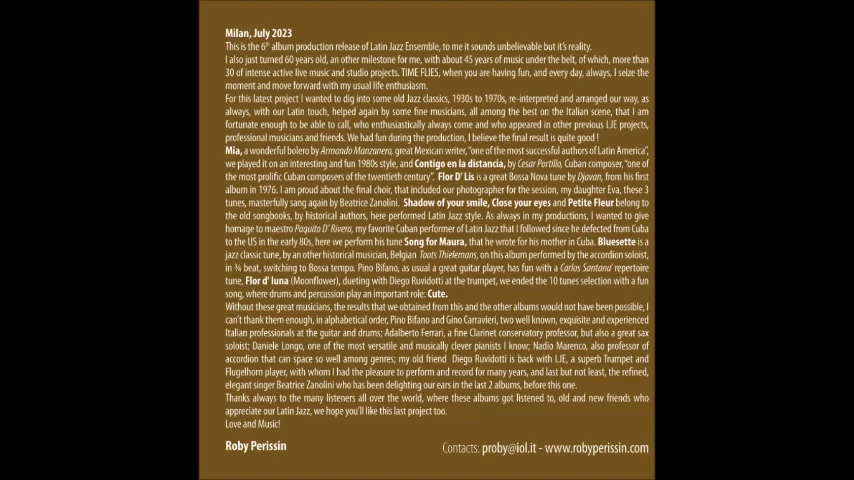 Milan, July 2023
This is the 6th album production release of Latin Jazz Ensemble, to me it sounds unbelievable but it's reality.
I also just turned 60 years old, an other milestone for me, with about 45 years of music under the belt, of which, more than
30 of intense active live music and studio projects. TIME FLIES, when you are having fun, and every day, always, I seize the
moment and move forward with my usual life enthusiasm.
For this latest project I wanted to dig into some old Jazz classics, 1930s to 1970s, re-interpreted and arranged our way, as
always, with our Latin touch, helped again by some fine musicians, all among the best on the Italian scene, that I am
fortunate enough to be able to call, who enthusiastically always come and who appeared in other previous LJE projects,
professional musicians and friends. We had fun during the production, I believe the final result is quite good !
Mia, a wonderful bolero by Armando Manzanero, great Mexican writer, "one of the most successful authors of Latin America",
we played it on an interesting and fun 1980s style, and Contigo en la distancia, by Cesar Portillo, Cuban composer, "one of
the most prolific Cuban composers of the twentieth century". Flor D' Lis is a great Bossa Nova tune by Djavan, from his first
album in 1976. I am proud about the final choir, that included our photographer for the session, my daughter Eva, these 3
tunes, masterfully sang again by Beatrice Zanolini. Shadow of your smile, Close your eyes and Petite Fleur belong to
the old songbooks, by historical authors, here performed Latin Jazz style. As always in my productions, I wanted to give
homage to maestro Paquito D' Rivera, my favorite Cuban performer of Latin Jazz that I followed since he defected from Cuba
to the US in the early 80s, here we perform his tune Song for Maura, that he wrote for his mother in Cuba. Bluesette is a
jazz classic tune, by an other historical musician, Belgian Toots Thielemans, on this album performed by the accordion soloist,
in ¾ beat, switching to Bossa tempo. Pino Bifano, as usual a great guitar player, has fun with a Carlos Santana' repertoire
tune, Flor d' luna (Moonflower), dueting with Diego Ruvidotti at the trumpet, we ended the 10 tunes selection with a fun
song, where drums and percussion play an important role: Cute.
Without these great musicians, the results that we obtained from this and the other albums would not have been possible, I
can't thank them enough, in alphabetical order, Pino Bifano and Gino Carravieri, two well known, exquisite and experienced
Italian professionals at the guitar and drums; Adalberto Ferrari, a fine Clarinet conservatory professor, but also a great sax
soloist; Daniele Longo, one of the most versatile and musically clever pianists I know; Nadio Marenco, also professor of
accordion that can space so well among genres; my old friend Diego Ruvidotti is back with LJE, a superb Trumpet and
Flugelhorn player, with whom I had the pleasure to perform and record for many years, and last but not least, the refined,
elegant singer Beatrice Zanolini who has been delighting our ears in the last 2 albums, before this one.
Thanks always to the many listeners all over the world, where these albums got listened to, old and new friends who
appreciate our Latin Jazz, we hope you'll like this last project too.
Love and Music!
Roby Perissin
Contacts: proby@iol.it - www.robyperissin.com